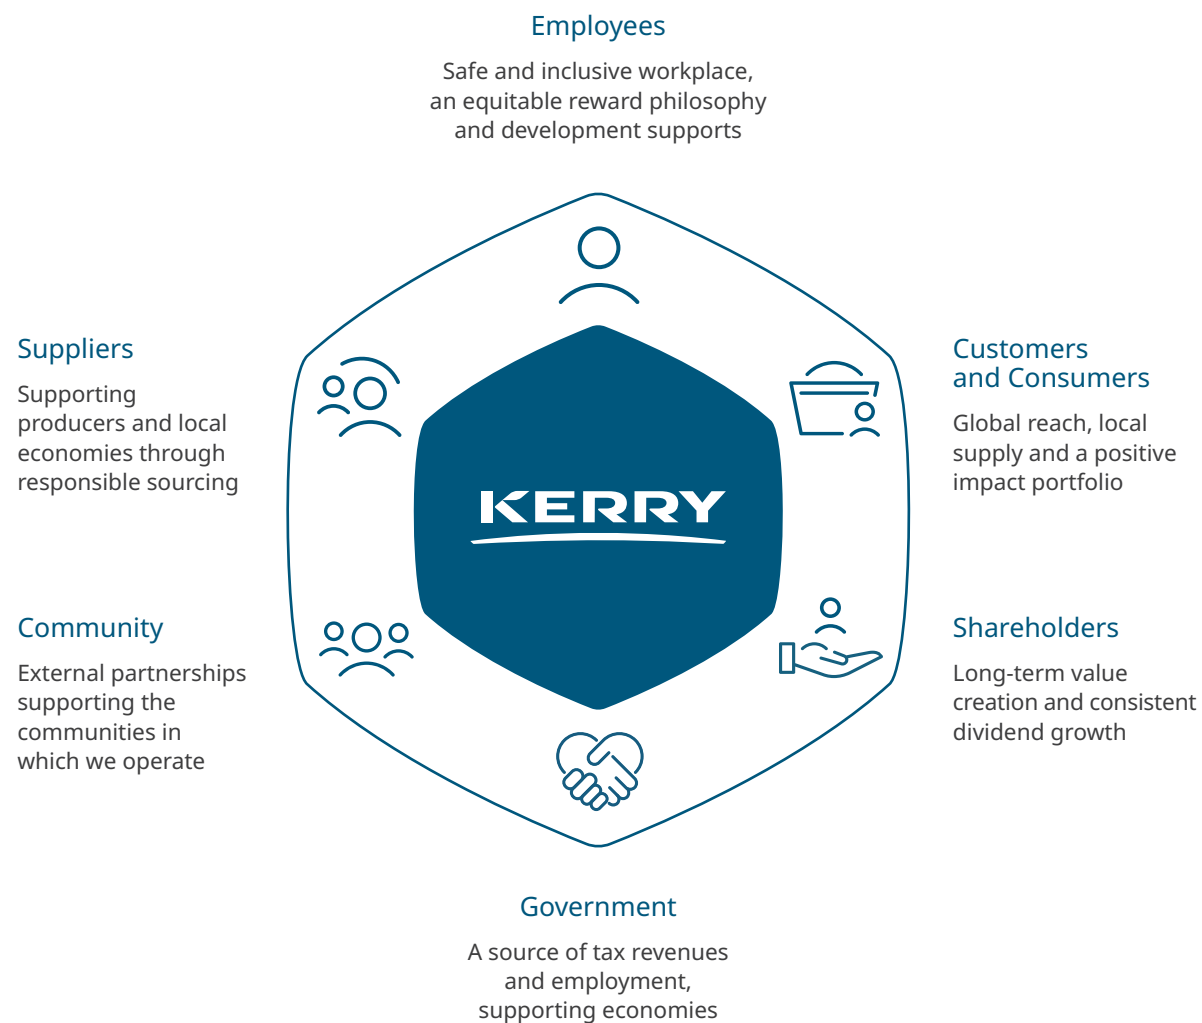 Employees
Safe and inclusive workplace,
an equitable reward philosophy
and development supports
Suppliers
Supporting
producers and local
economies through
responsible sourcing
Customers
and Consumers
Global reach, local
supply and a positive
impact portfolio
KERRY
Community
External partnerships
supporting the
communities in
which we operate
Shareholders
Long-term value
creation and consistent
dividend growth
Government
A source of tax revenues
and employment,
supporting economies